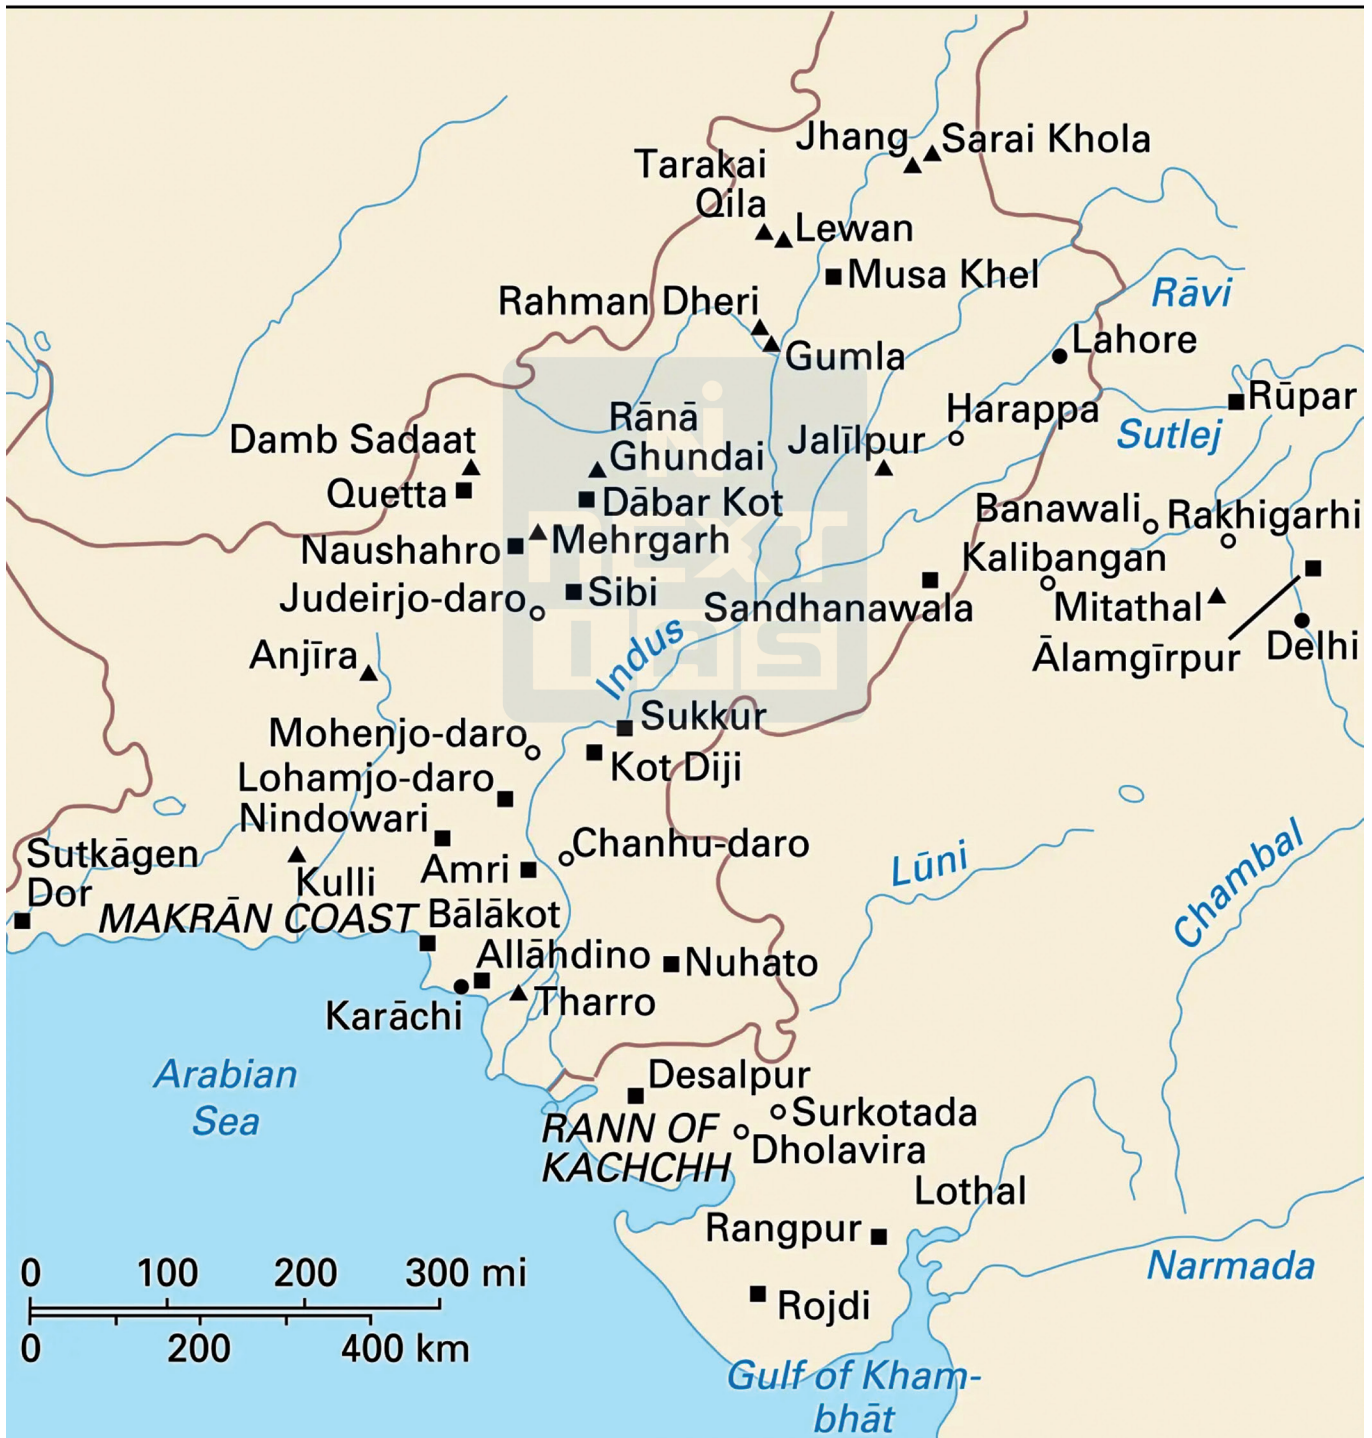 Jhang
Sarai Khola
Tarakai
Qila
Lewan
Musa Khel
Rāvi
Rahman Dheri
Gumla
Lahore
Rūpar
Harappa
Sutlej
Rānā
Ghundai
Jalīlpur
Damb Sadaat
Quetta
Dābar Kot
Banawali
Rakhigarhi
Naushahro
Mehrgarh
Kalibangan
Judeirjo-daro
Sibi
Sandhanawala
Mitathal
Ālamgīrpur
Delhi
Anjīra
Indus
Sukkur
Mohenjo-daro
Kot Diji
Lohamjo-daro
Nindowari
Chanhu-daro
Sutkāgen
Dor
Kulli
Amri
Lūni
Chambal
MAKRĀN COAST
Bālākot
Allāhdino
Nuhato
Karāchi
Tharro
Arabian
Sea
Desalpur
Surkotada
RANN OF
KACHCHH
Dholavira
Lothal
Rangpur
Narmada
Rojdi
0 100 200 300 mi
0 200 400 km
Gulf of Kham-
bhāt
Ni
NEXT
IAS